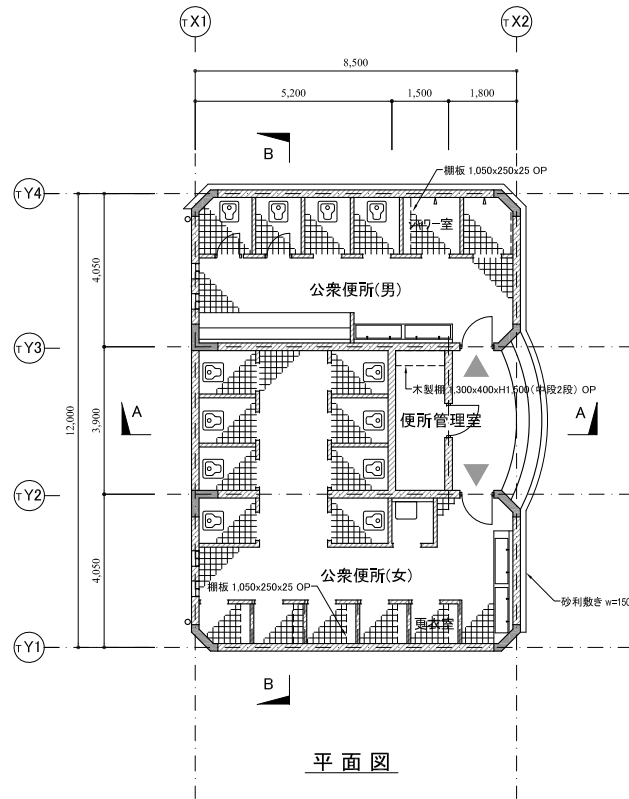 TX1
TX2
8,500
5,200
1,500
1,800
B
棚板 1,050x250x25 OP
TY4
シャワー室
4,050
公衆便所(男)
TY3
木製棚 1,300x400xH1,500(中段2段) OP
A
便所管理室
A
12,000
3,900
TY2
4,050
公衆便所(女)
棚板 1,050x250x25 OP
砂利敷き w=150
更衣室
TY1
B
平面図